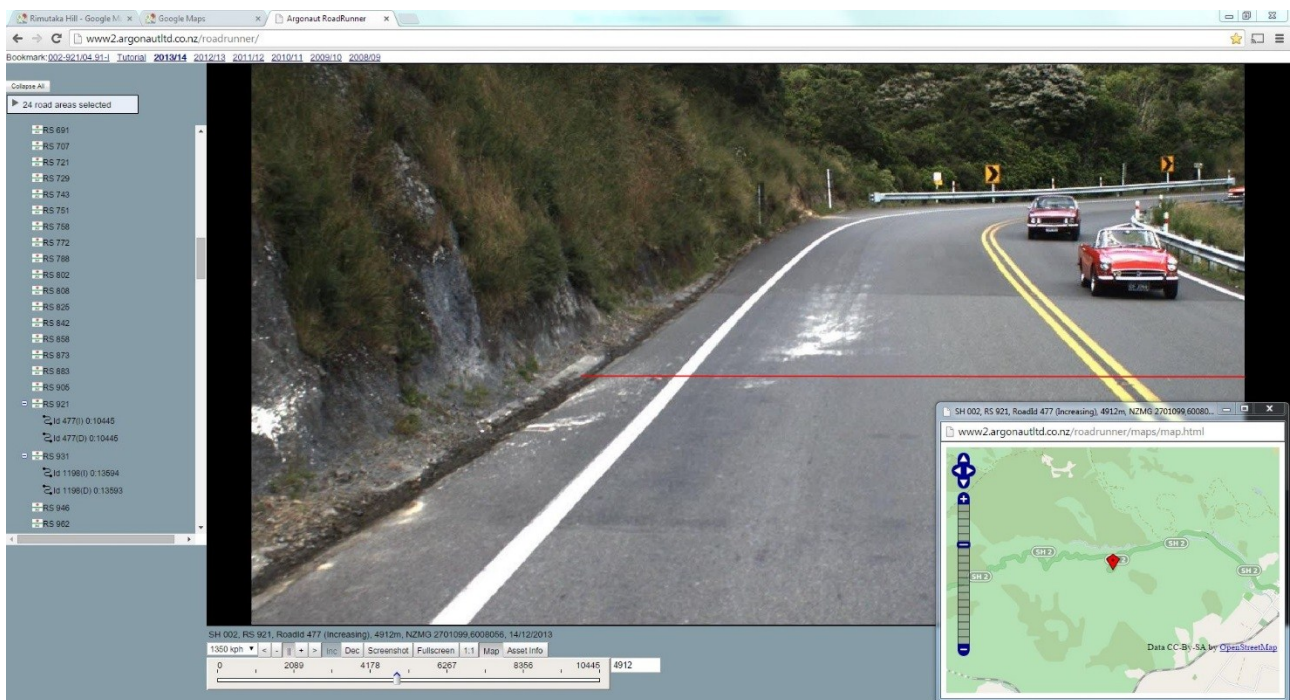 Rimutaka Hill - Google M
Google Maps
Argonaut RoadRunner
www2.argonautltd.co.nz/roadrunner/
Bookmark:002-921/04.91-I Tutorial 2013/14 2012/13 2011/12 2010/11 2009/10 2008/09
Collapse All
24 road areas selected
RS 691
RS 707
RS 721
RS 729
RS 743
RS 751
RS 758
RS 772
RS 788
RS 802
RS 808
RS 825
RS 842
RS 858
RS 873
RS 883
RS 905
RS 921
Id 477(I) 0:10445
Id 477(D) 0:10445
RS 931
Id 1198(I) 0:13594
Id 1198(D) 0:13593
RS 946
RS 962
SH 002, RS 921, RoadId 477 (Increasing), 4912m, NZMG 2701099,60080...
www2.argonautltd.co.nz/roadrunner/maps/map.html
SH 2
SH 2
2
SH 2
SH 2
Data CC-By-SA by OpenStreetMap
SH 002, RS 921, RoadId 477 (Increasing), 4912m, NZMG 2701099,6008056, 14/12/2013
1350 kph < - || + > Inc Dec Screenshot Fullscreen 1:1 Map Asset Info
0 2089 4178 6267 8356 10445 4912